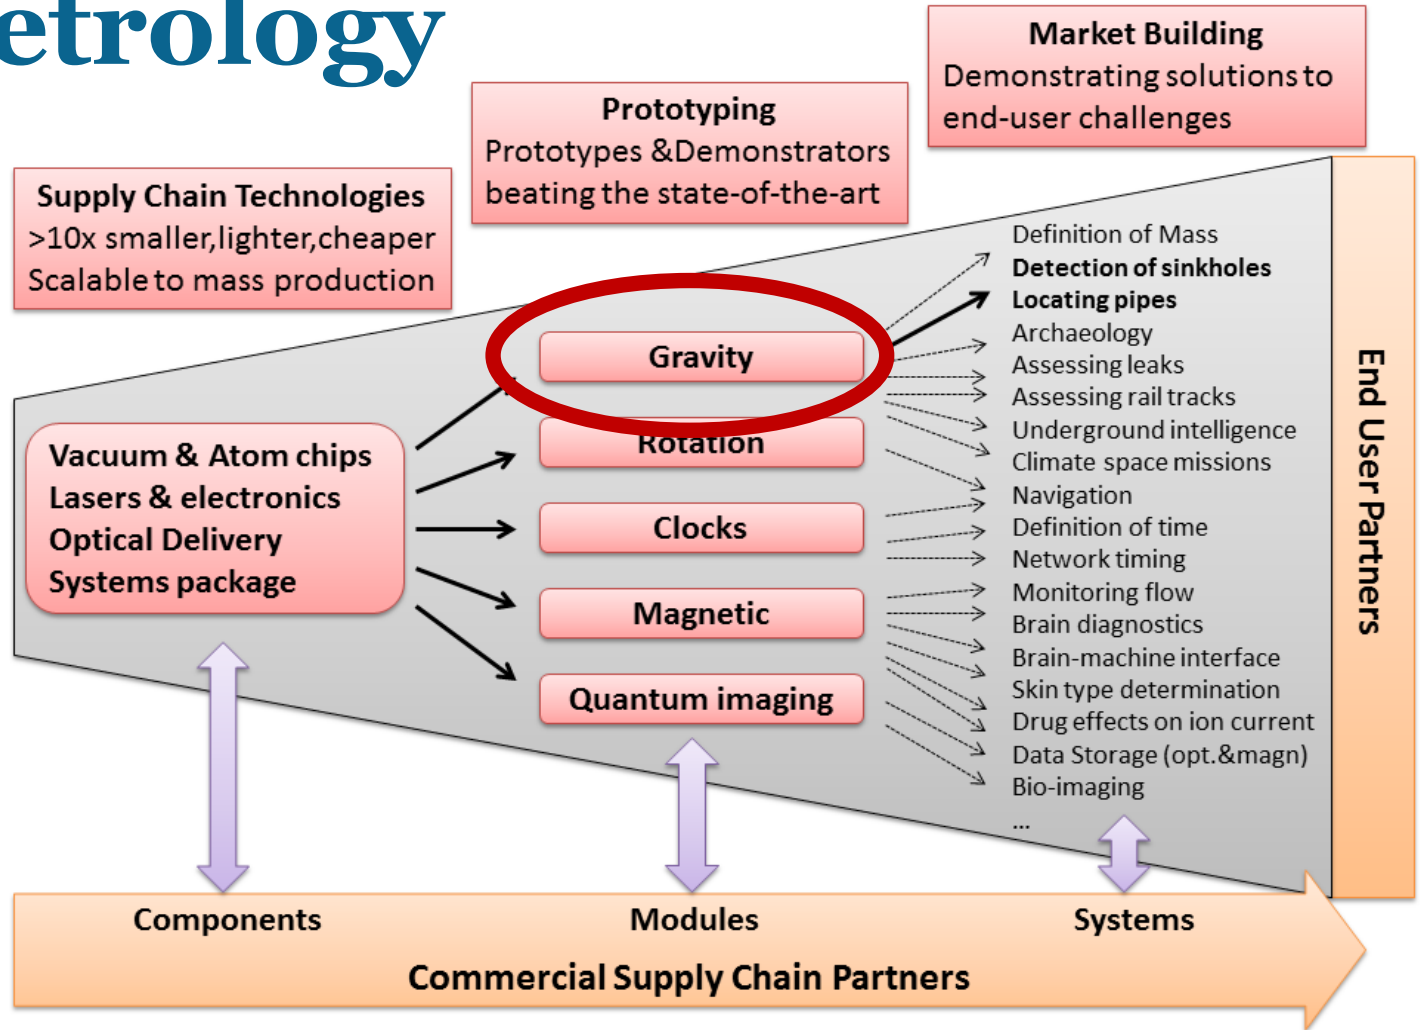 etrology
Market Building
Demonstrating solutions to
end-user challenges
Prototyping
Prototypes &Demonstrators
beating the state-of-the-art
Supply Chain Technologies
>10x smaller,lighter,cheaper
Scalable to mass production
Vacuum & Atom chips
Lasers & electronics
Optical Delivery
Systems package
Gravity
Rotation
Clocks
Magnetic
Quantum imaging
Definition of Mass
Detection of sinkholes
Locating pipes
Archaeology
Assessing leaks
Assessing rail tracks
Underground intelligence
Climate space missions
Navigation
Definition of time
Network timing
Monitoring flow
Brain diagnostics
Brain-machine interface
Skin type determination
Drug effects on ion current
Data Storage (opt.&magn)
Bio-imaging
...
End User Partners
Components
Modules
Systems
Commercial Supply Chain Partners